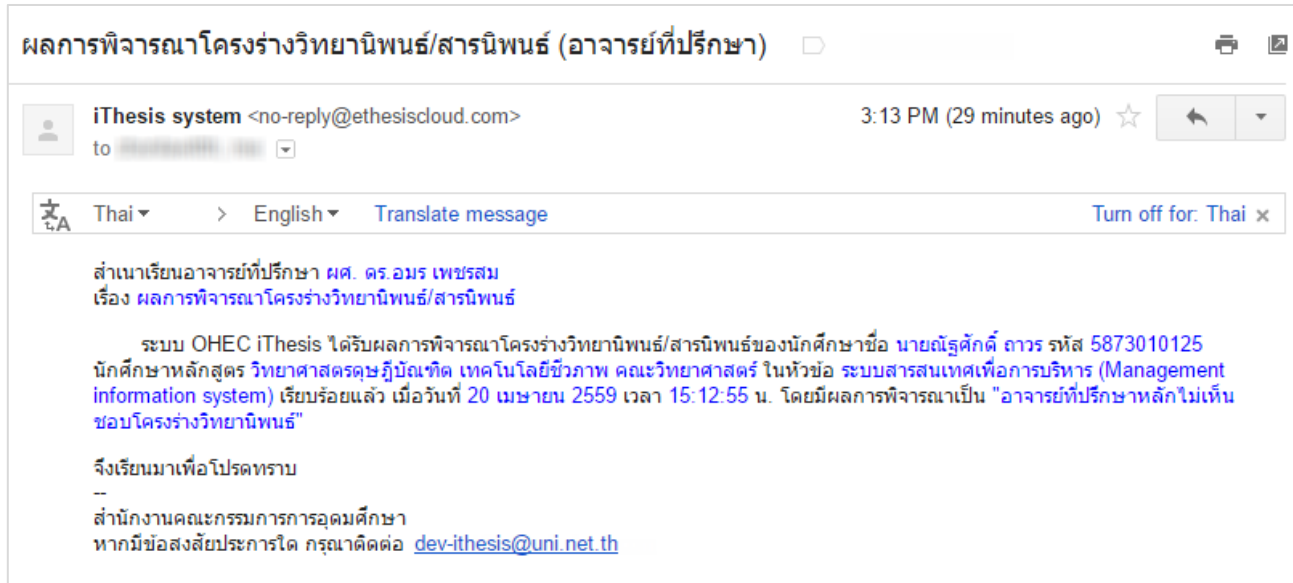 ผลการพิจารณาโครงร่างวิทยานิพนธ์/สารนิพนธ์ (อาจารย์ที่ปรึกษา)
iThesis system <no-reply@ethesiscloud.com> 3:13 PM (29 minutes ago)
to
Thai > English Translate message Turn off for: Thai ×
สำเนาเรียนอาจารย์ที่ปรึกษา ผศ. ดร.อมร เพชรสม
เรื่อง ผลการพิจารณาโครงร่างวิทยานิพนธ์/สารนิพนธ์
ระบบ OHEC iThesis ได้รับผลการพิจารณาโครงร่างวิทยานิพนธ์/สารนิพนธ์ของนักศึกษาชื่อ นายณัฐศักดิ์ ถาวร รหัส 5873010125
นักศึกษาหลักสูตร วิทยาศาสตรดุษฎีบัณฑิต เทคโนโลยีชีวภาพ คณะวิทยาศาสตร์ ในหัวข้อ ระบบสารสนเทศเพื่อการบริหาร (Management
information system) เรียบร้อยแล้ว เมื่อวันที่ 20 เมษายน 2559 เวลา 15:12:55 น. โดยมีผลการพิจารณาเป็น "อาจารย์ที่ปรึกษาหลักไม่เห็น
ชอบโครงร่างวิทยานิพนธ์"
จึงเรียนมาเพื่อโปรดทราบ
--
สำนักงานคณะกรรมการการอุดมศึกษา
หากมีข้อสงสัยประการใด กรุณาติดต่อ dev-ithesis@uni.net.th